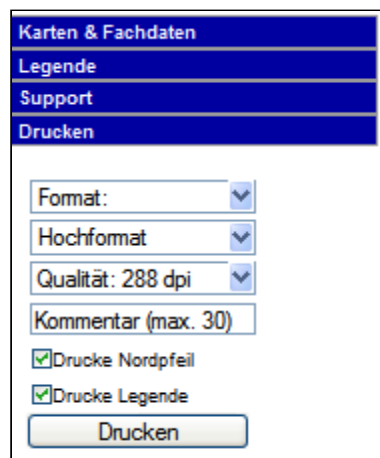 Karten & Fachdaten
Legende
Support
Drucken
Format:
Hochformat
Qualität: 288 dpi
Kommentar (max. 30)
Drucke Nordpfeil
Drucke Legende
Drucken